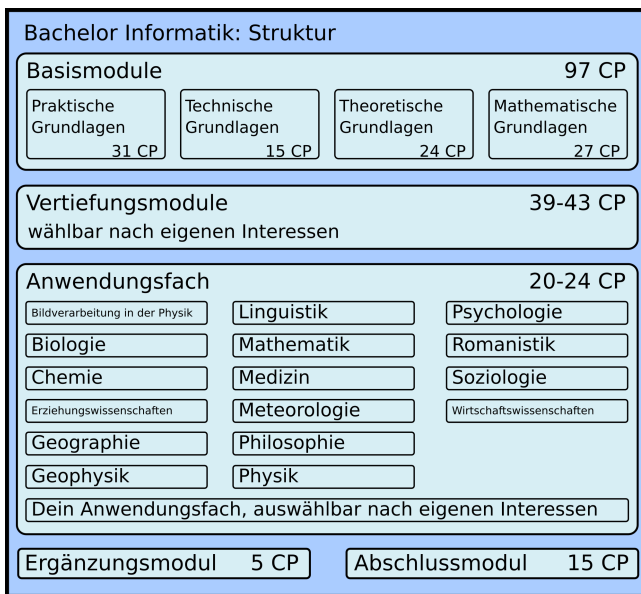 Bachelor Informatik: Struktur
Basismodule 97 CP
Praktische
Grundlagen
31 CP
Technische
Grundlagen
15 CP
Theoretische
Grundlagen
24 CP
Mathematische
Grundlagen
27 CP
Vertiefungsmodule 39-43 CP
wählbar nach eigenen Interessen
Anwendungsfach 20-24 CP
Bildverarbeitung in der Physik
Biologie
Chemie
Erziehungswissenschaften
Geographie
Geophysik
Linguistik
Mathematik
Medizin
Meteorologie
Philosophie
Physik
Psychologie
Romanistik
Soziologie
Wirtschaftswissenschaften
Dein Anwendungsfach, auswählbar nach eigenen Interessen
Ergänzungsmodul 5 CP
Abschlussmodul 15 CP